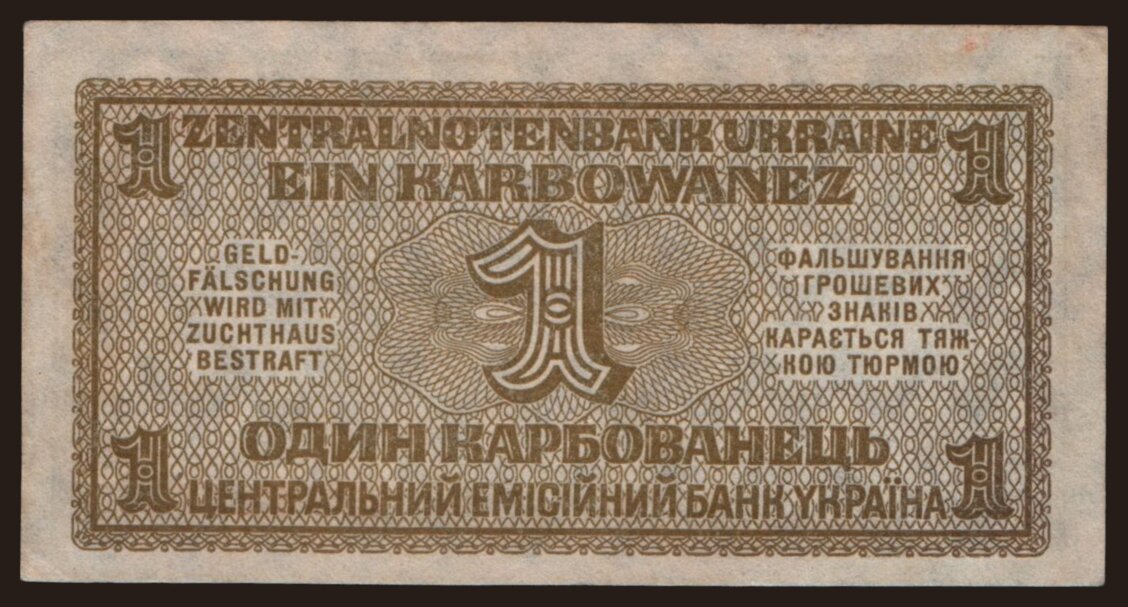 1 ZENTRALNOTENBANK UKRAINE 1
EIN KARBOWANEZ
GELD-
FÄLSCHUNG
WIRD MIT
ZUCHTHAUS
BESTRAFT
1
ФАЛЬШУВАННЯ
ГРОШЕВИХ
ЗНАКІВ
КАРАЄТЬСЯ ТЯЖ-
КОЮ ТЮРМОЮ
1 ОДИН КАРБОВАНЕЦЬ 1
ЦЕНТРАЛЬНИЙ ЕМІСІЙНИЙ БАНК УКРАЇНА